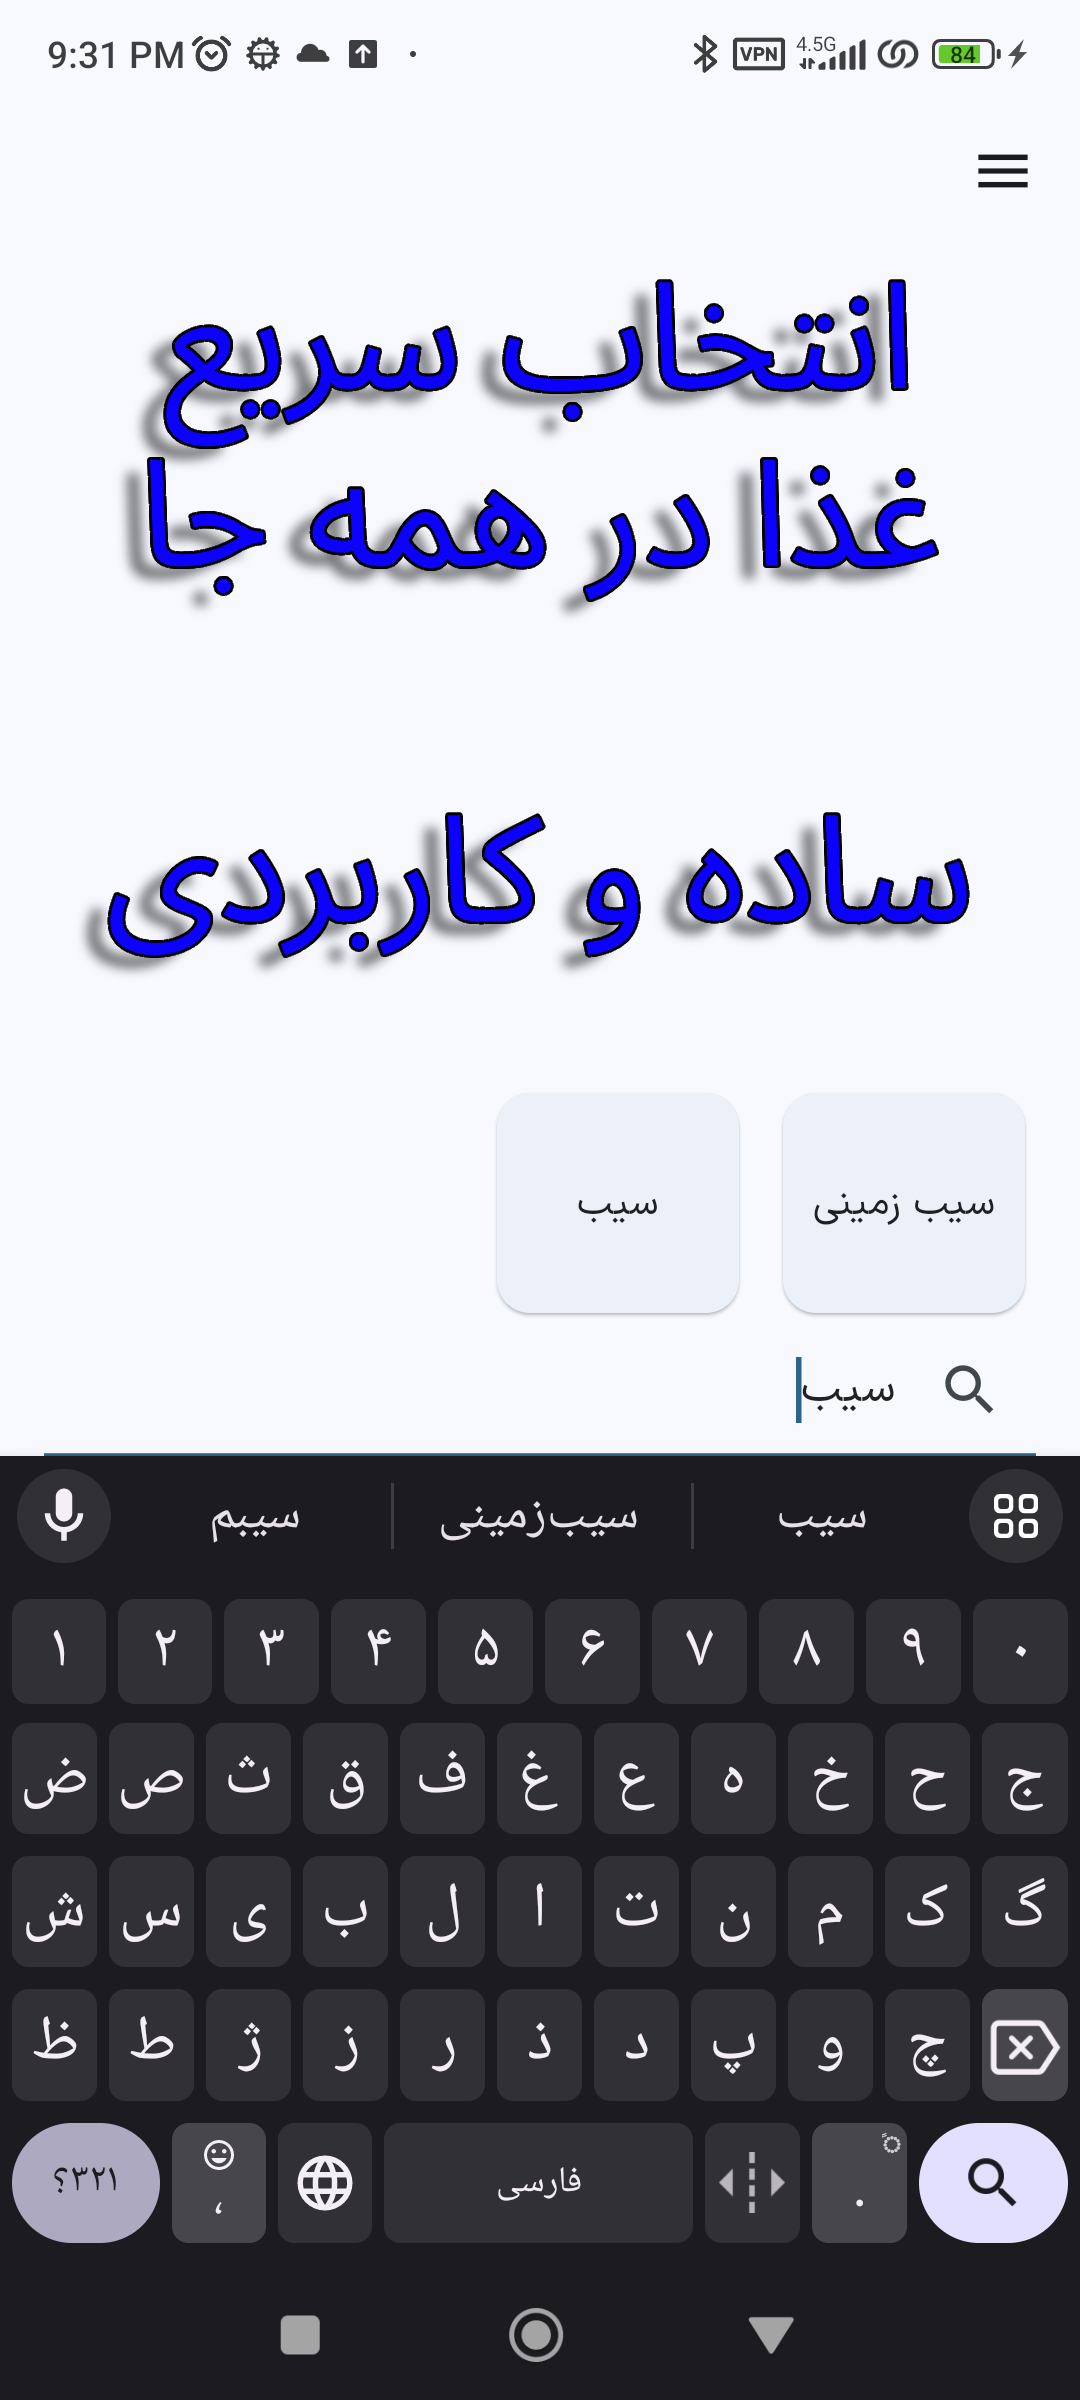 9:31 PM
VPN 4.5G 84
انتخاب سریع
غذا در همه جا
ساده و کاربردی
سیب زمینی
سیب
سیب
سیب
سیب‌زمینی
سیبم
۱ ۲ ۳ ۴ ۵ ۶ ۷ ۸ ۹ ۰
ض ص ث ق ف غ ع ه خ ح ج
ش س ی ب ل ا ت ن م ک گ
ظ ط ژ ز ر ذ د پ و چ
۳۲۱؟ ، فارسی .